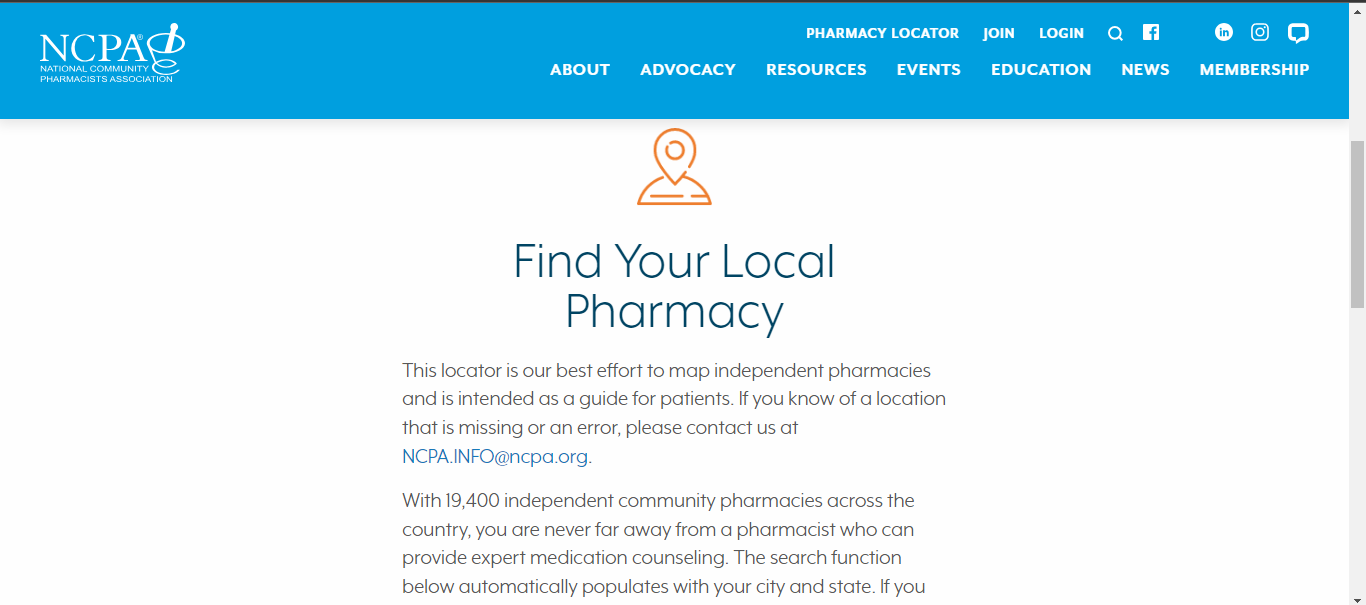 PHARMACY LOCATOR JOIN LOGIN
NCPA®
NATIONAL COMMUNITY
PHARMACISTS ASSOCIATION
ABOUT ADVOCACY RESOURCES EVENTS EDUCATION NEWS MEMBERSHIP
Find Your Local
Pharmacy
This locator is our best effort to map independent pharmacies
and is intended as a guide for patients. If you know of a location
that is missing or an error, please contact us at
NCPA.INFO@ncpa.org.
With 19,400 independent community pharmacies across the
country, you are never far away from a pharmacist who can
provide expert medication counseling. The search function
below automatically populates with your city and state. If you